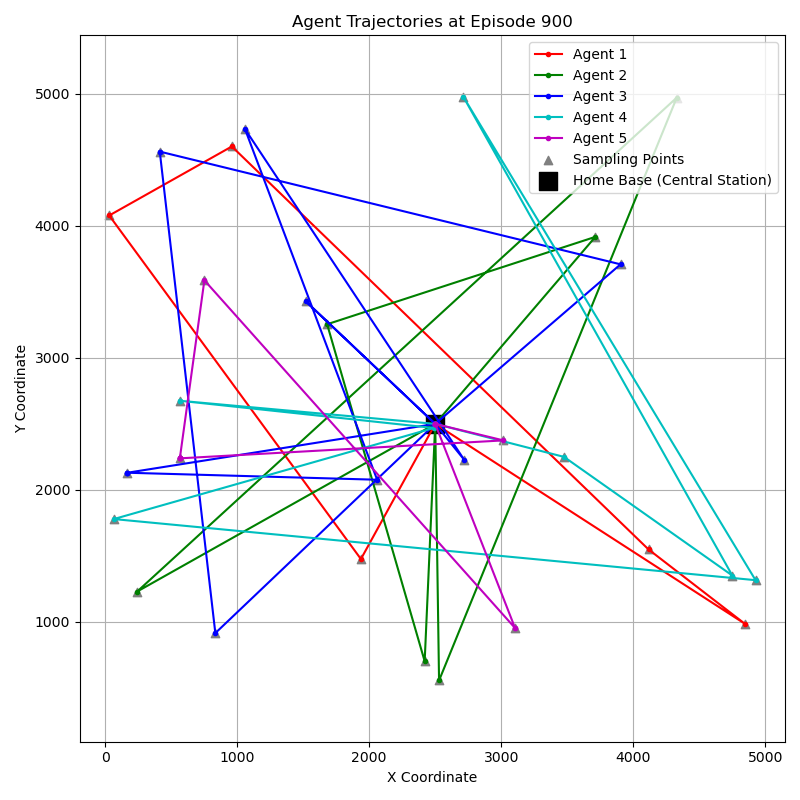 Agent Trajectories at Episode 900
Agent 1
Agent 2
Agent 3
Agent 4
Agent 5
Sampling Points
Home Base (Central Station)
Y Coordinate
5000
4000
3000
2000
1000
0 1000 2000 3000 4000 5000
X Coordinate